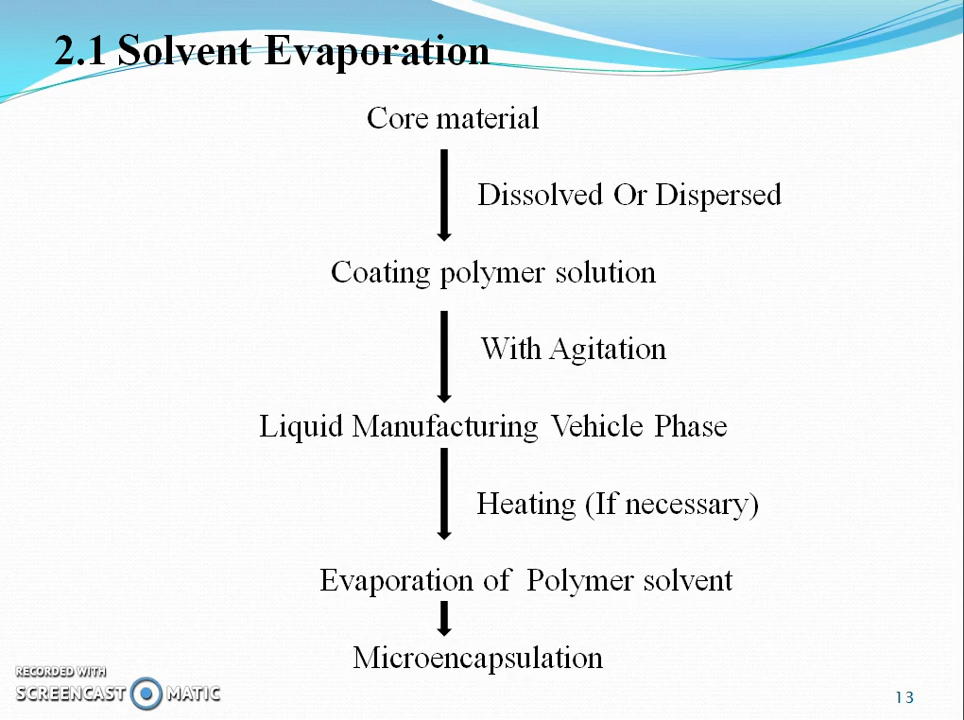 2.1 Solvent Evaporation
Core material
Dissolved Or Dispersed
Coating polymer solution
With Agitation
Liquid Manufacturing Vehicle Phase
Heating (If necessary)
Evaporation of Polymer solvent
Microencapsulation
RECORDED WITH
SCREENCAST MATIC
13